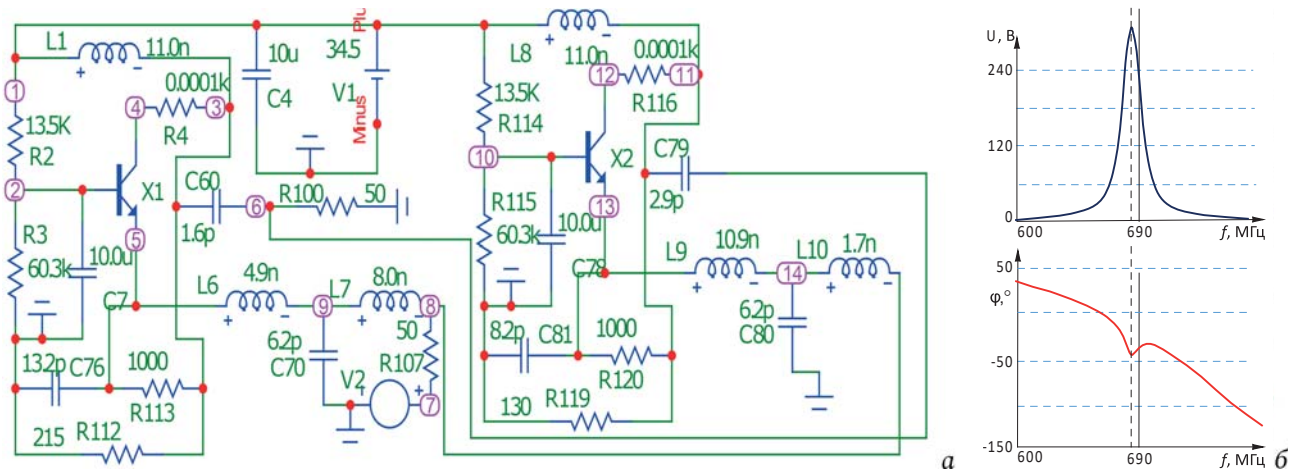 L1
11.0n
1
0.0001k
4
3
R4
13.5K
R2
2
X1
R3
60.3k
10.0u
C7
5
C60
1.6p
6
R100
50
10u
C4
34.5
V1
Plu
Minus
L6
4.9n
9
L7
8.0n
8
6.2p
C70
50
R107
V2
7
132p
C76
1000
R113
215
R112
L8
11.0n
12
0.0001k
11
R116
13.5K
R114
10
X2
C79
2.9p
13
R115
60.3k
10.0u
C78
L9
10.9n
14
L10
1.7n
6.2p
C80
8.2p
C81
1000
R120
130
R119
а
U, В
240
120
0
600
690
f, МГц
50
φ,°
-50
-150
600
690
f, МГц
б